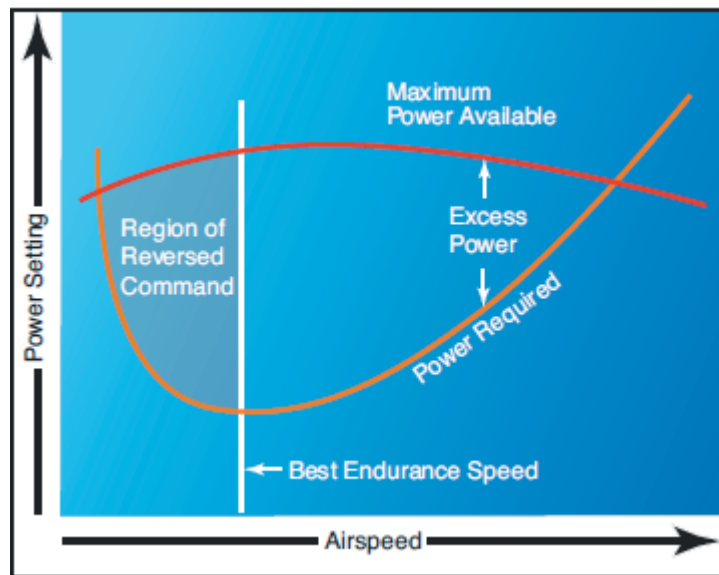 Maximum
Power Available
Region of
Reversed
Command
Excess
Power
Power Required
Best Endurance Speed
Power Setting
Airspeed